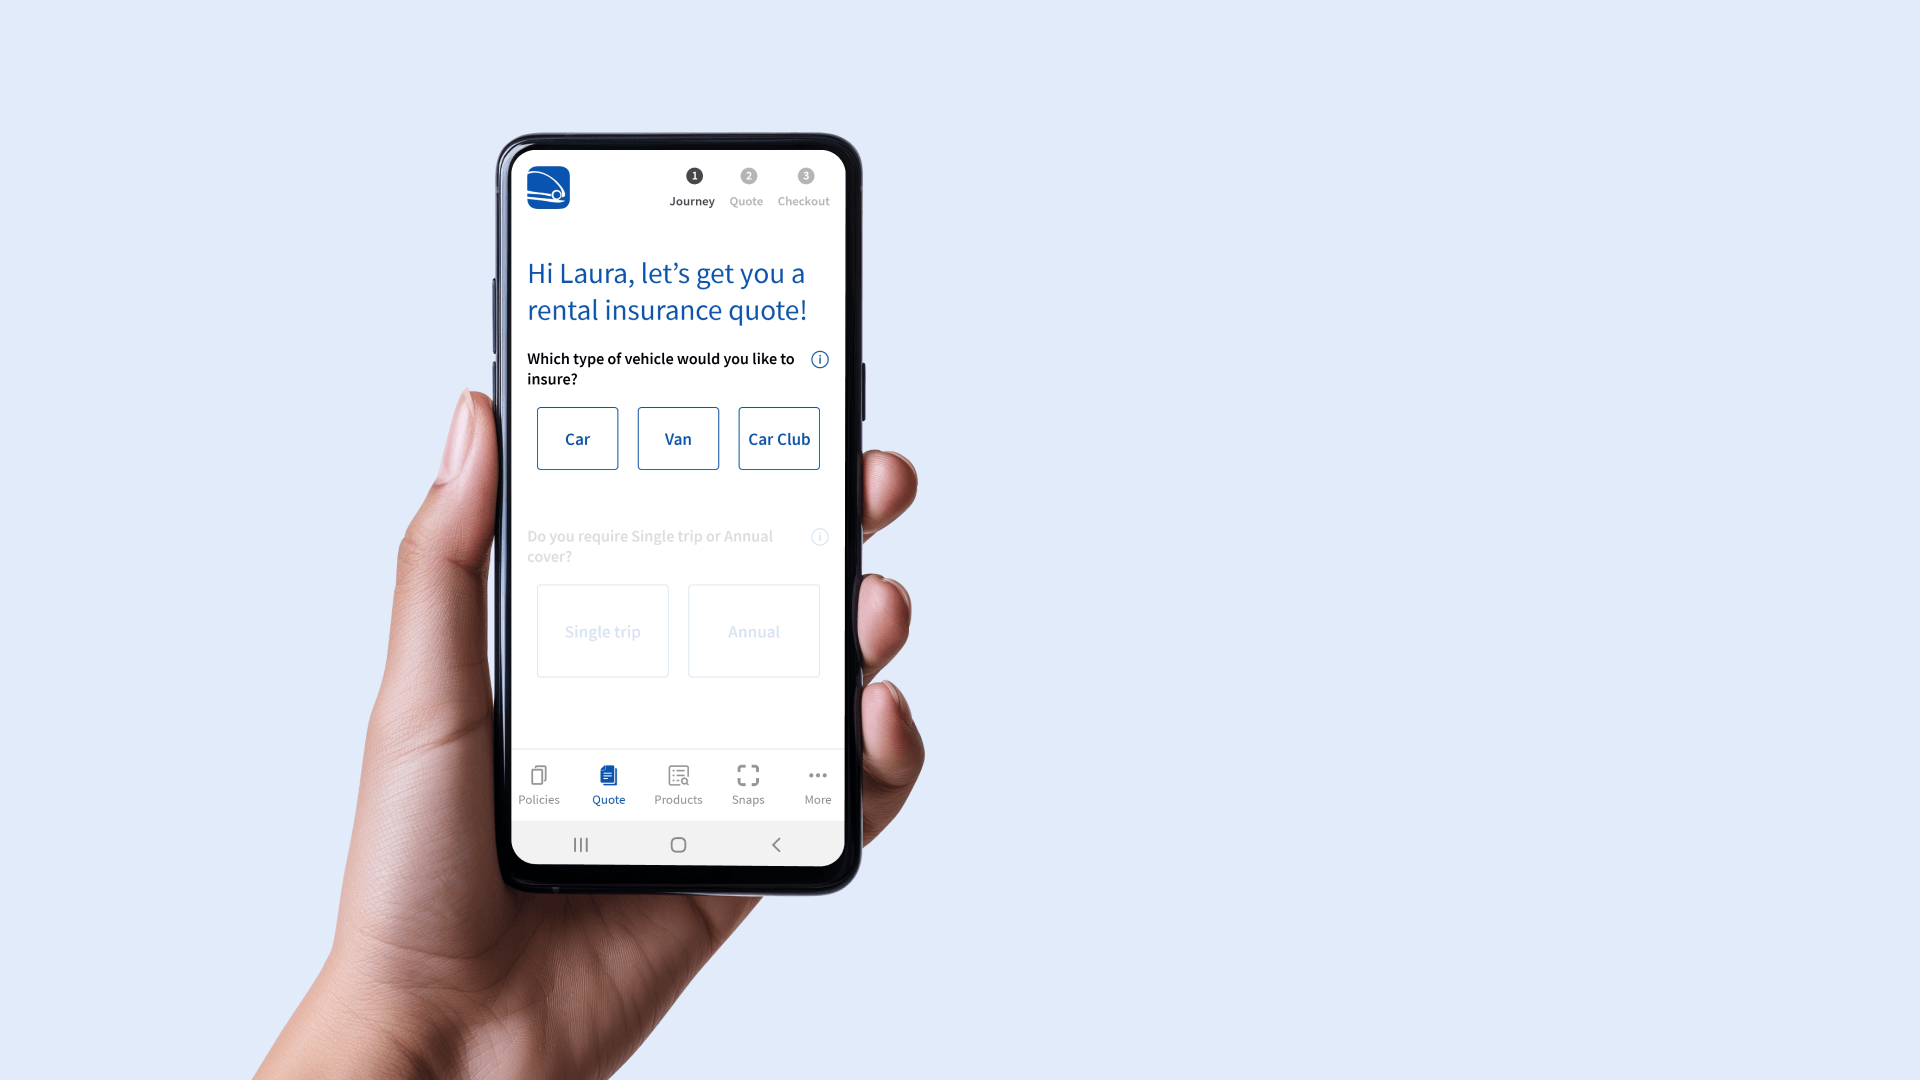 1
2
3
Journey
Quote
Checkout
Hi Laura, let’s get you a
rental insurance quote!
Which type of vehicle would you like to
insure?
Car
Van
Car Club
Do you require Single trip or Annual
cover?
Single trip
Annual
Policies
Quote
Products
Snaps
More